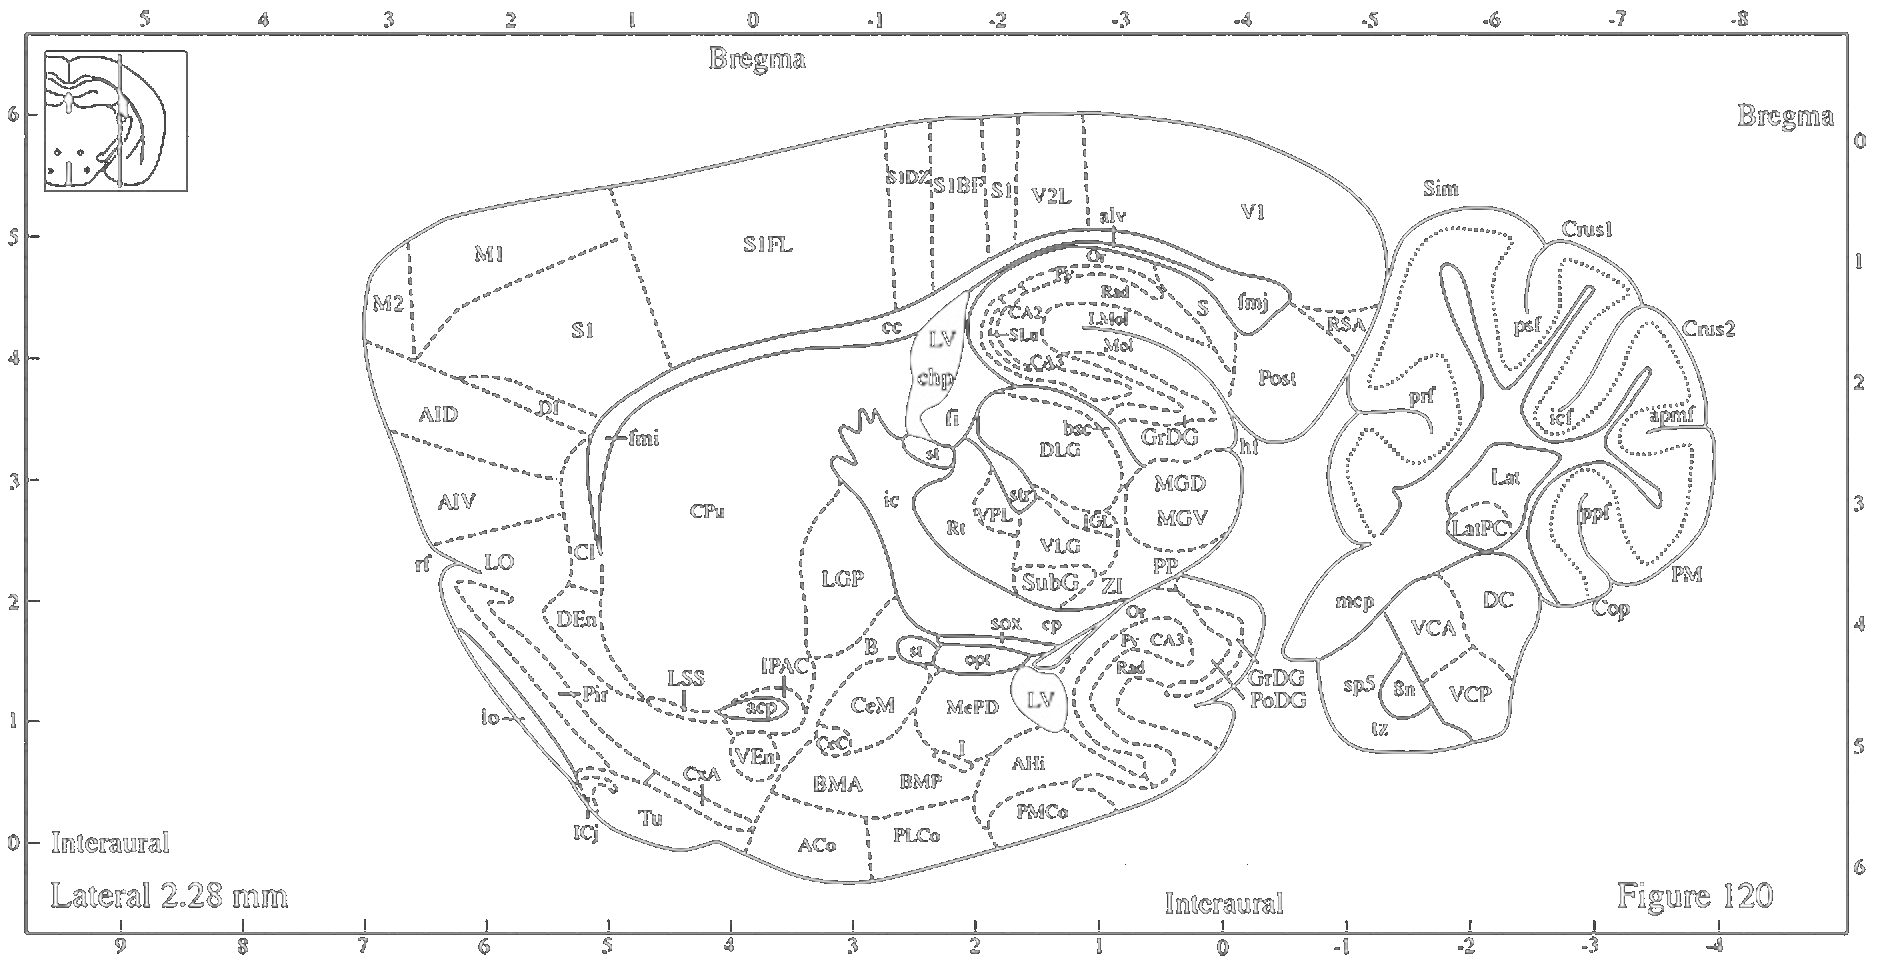 5 4 3 2 1 0 -1 -2 -3 -4 -5 -6 -7 -8
Bregma
Bregma
6
0
Sim
S1DZ
S1BF
S1
V2L
alv
V1
Crus1
5
M1
S1FL
1
Or
Py
Rad
fmj
M2
CA2
S
S1
cc
LV
LMol
SLu
Mol
RSA
psf
Crus2
4
chp
CA3
Post
2
prf
AID
DI
fi
icf
apmf
fmi
bsc
GrDG
hf
st
DLG
3
AIV
CPu
ic
str
MGD
Lat
3
Rt
VPL
IGL
MGV
ppf
LatPC
rf
LO
Cl
VLG
LGP
SubG
ZI
PP
PM
2
mcp
DC
Cop
DEn
sox
cp
Or
4
VCA
B
st
opt
Py
CA3
LSS
IPAC
Rad
GrDG
PoDG
sp5
8n
VCP
Pir
acp
CeM
MePD
LV
1
lo
tz
CeC
I
5
VEn
AHi
CxA
BMA
BMP
Tu
PMCo
ICj
PLCo
0
Interaural
ACo
6
Lateral 2.28 mm
Interaural
Figure 120
9 8 7 6 5 4 3 2 1 0 -1 -2 -3 -4